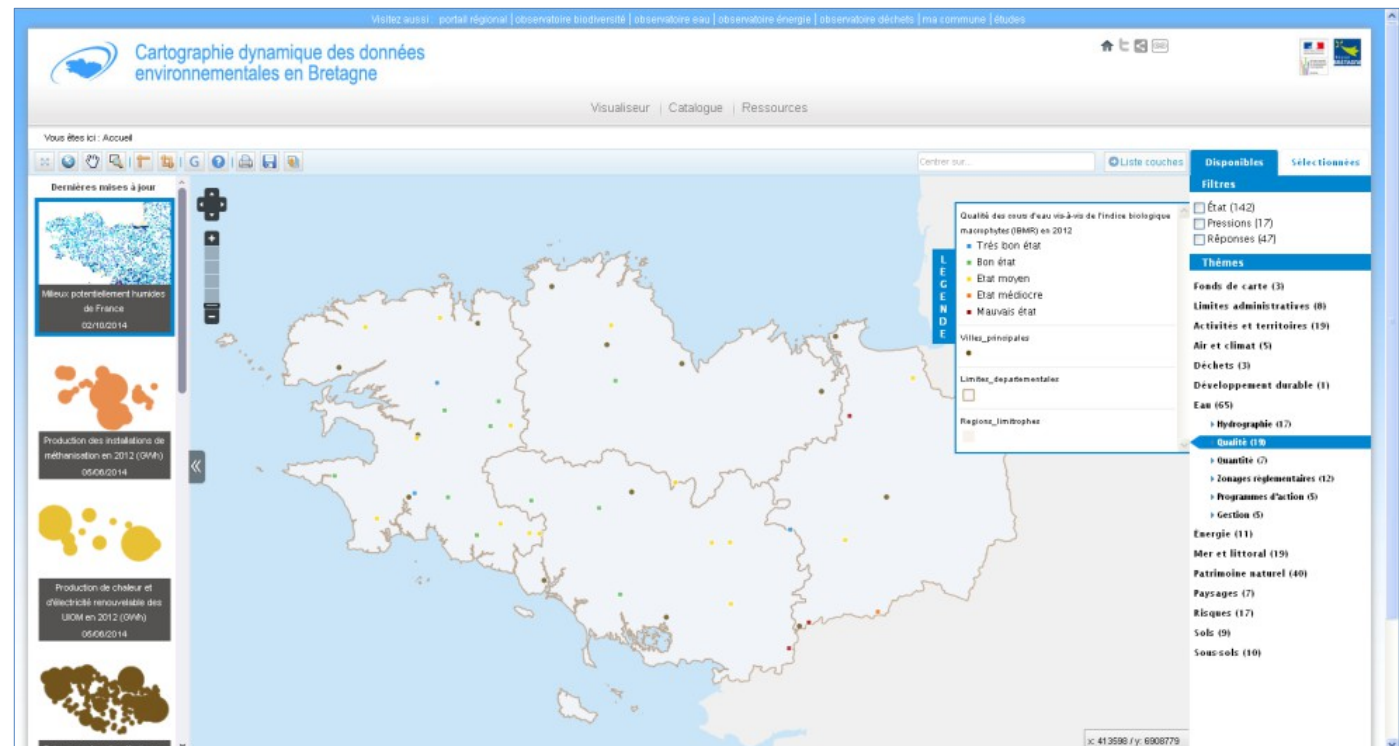 Visitez aussi : portail régional | observatoire biodiversité | observatoire eau | observatoire énergie | observatoire déchets | ma commune | études
Cartographie dynamique des données
environnementales en Bretagne
Visualiseur | Catalogue | Ressources
Vous êtes ici : Accueil
G
Centrer sur...
Liste couches
Disponibles
Sélectionnées
Dernières mises à jour
Milieux potentiellement humides
de France
02/10/2014
Production des installations de
méthanisation en 2012 (GWh)
05/06/2014
Production de chaleur et
d'électricité renouvelable des
UIOM en 2012 (GWh)
05/06/2014
LEGENDE
Qualité des cours d'eau vis-à-vis de l'indice biologique
macrophytes (IBMR) en 2012
Très bon état
Bon état
Etat moyen
Etat médiocre
Mauvais état
Villes_principales
Limites_departementales
Regions_limitrophes
x: 413598 / y: 6908779
Filtres
État (142)
Pressions (17)
Réponses (47)
Thèmes
Fonds de carte (3)
Limites administratives (8)
Activités et territoires (19)
Air et climat (5)
Déchets (3)
Développement durable (1)
Eau (65)
Hydrographie (17)
Qualité (19)
Quantité (7)
Zonages réglementaires (12)
Programmes d'action (5)
Gestion (5)
Énergie (11)
Mer et littoral (19)
Patrimoine naturel (40)
Paysages (7)
Risques (17)
Sols (9)
Sous-sols (10)